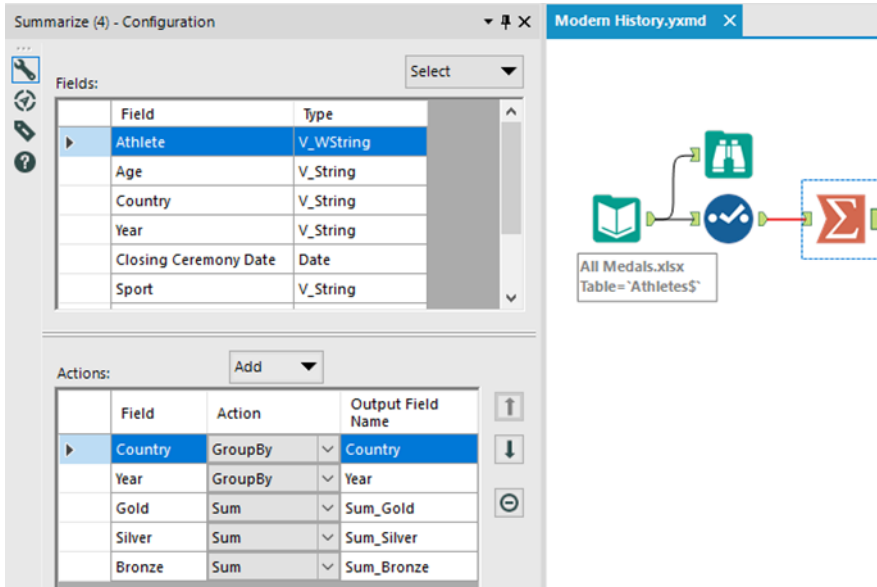 Summarize (4) - Configuration
Modern History.yxmd
Select
Fields:
Field Type
Athlete V_WString
Age V_String
Country V_String
Year V_String
Closing Ceremony Date Date
Sport V_String
All Medals.xlsx
Table=`Athletes$`
Actions:
Add
Field Action Output Field Name
Country GroupBy Country
Year GroupBy Year
Gold Sum Sum_Gold
Silver Sum Sum_Silver
Bronze Sum Sum_Bronze